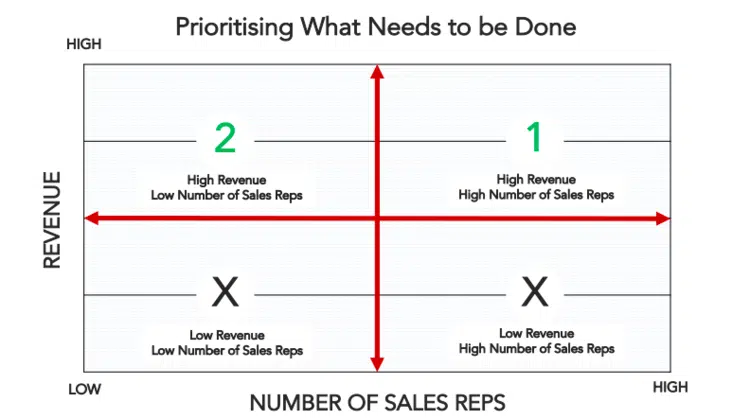 Prioritising What Needs to be Done
HIGH
2
High Revenue
Low Number of Sales Reps
1
High Revenue
High Number of Sales Reps
REVENUE
X
Low Revenue
Low Number of Sales Reps
X
Low Revenue
High Number of Sales Reps
LOW
NUMBER OF SALES REPS
HIGH